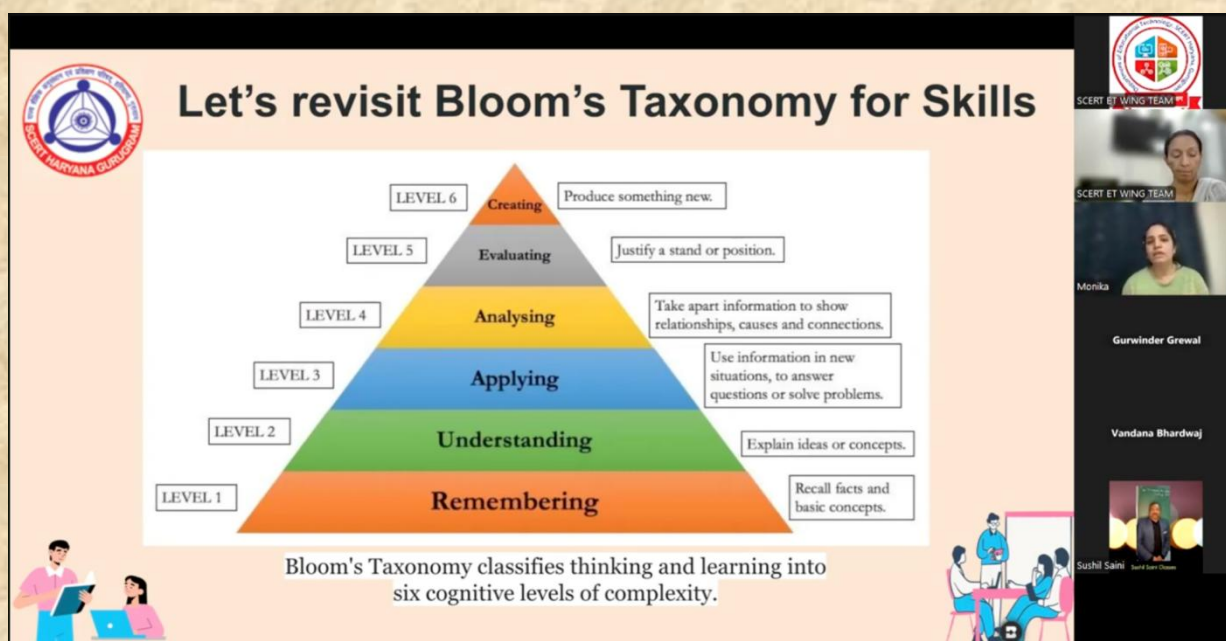 Let's revisit Bloom's Taxonomy for Skills
SCERT HARYANA GURUGRAM
LEVEL 6
Creating
Produce something new.
LEVEL 5
Evaluating
Justify a stand or position.
LEVEL 4
Analysing
Take apart information to show
relationships, causes and connections.
LEVEL 3
Applying
Use information in new
situations, to answer
questions or solve problems.
LEVEL 2
Understanding
Explain ideas or concepts.
LEVEL 1
Remembering
Recall facts and
basic concepts.
Bloom's Taxonomy classifies thinking and learning into
six cognitive levels of complexity.
SCERT ET WING TEAM
SCERT ET WING TEAM
Monika
Gurwinder Grewal
Vandana Bhardwaj
Sushil Saini